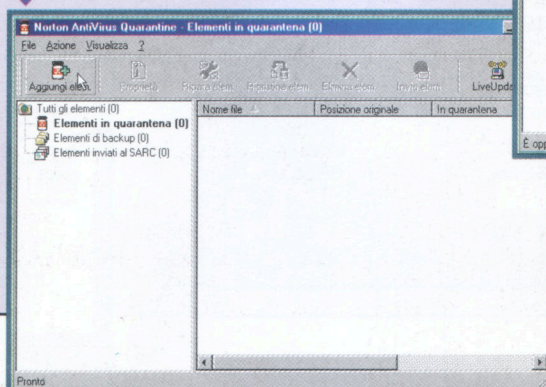 Norton AntiVirus Quarantine - Elementi in quarantena (0)
File Azione Visualizza ?
Aggiungi elem. Proprietà Ripara elem. Ripristina elem. Elimina elem. Invio elem. LiveUpda
Tutti gli elementi (0)
Elementi in quarantena (0)
Elementi di backup (0)
Elementi inviati al SARC (0)
Nome file Posizione originale In quarantena
È opp
Pronto